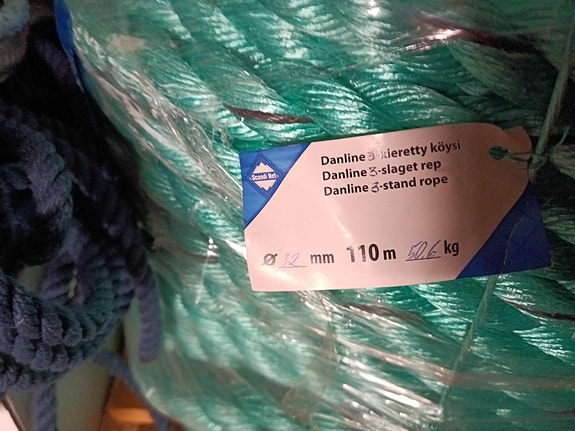 Scandi Net
Danline 3-kieretty köysi
Danline 3-slaget rep
Danline 3-stand rope
Ø 32 mm 110 m 50,6 kg